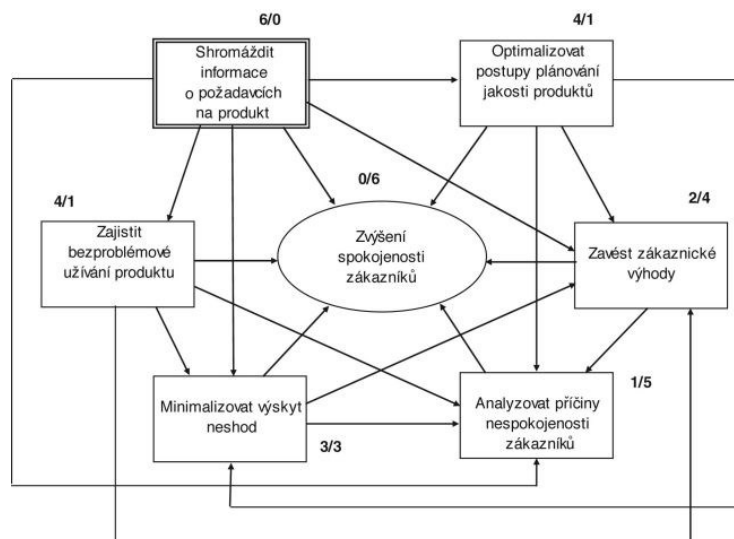 6/0
Shromáždit
informace
o požadavcích
na produkt
4/1
Optimalizovat
postupy plánování
jakosti produktů
0/6
4/1
Zajistit
bezproblémové
užívání produktu
Zvýšení
spokojenosti
zákazníků
2/4
Zavést zákaznické
výhody
Minimalizovat výskyt
neshod
3/3
Analyzovat příčiny
nespokojenosti
zákazníků
1/5